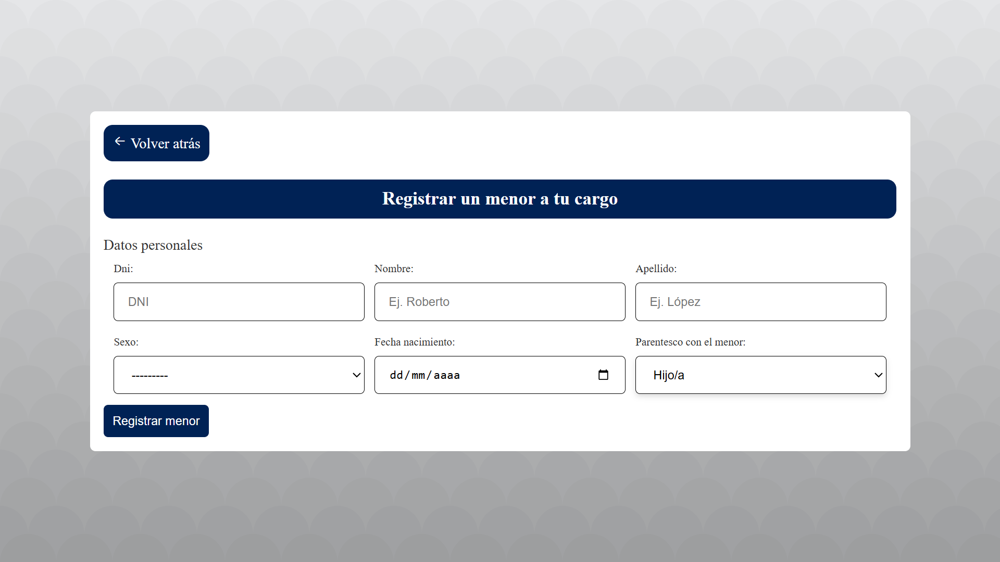 ← Volver atrás
Registrar un menor a tu cargo
Datos personales
Dni:
Nombre:
Apellido:
DNI
Ej. Roberto
Ej. López
Sexo:
Fecha nacimiento:
Parentesco con el menor:
---------
dd/mm/aaaa
Hijo/a
Registrar menor